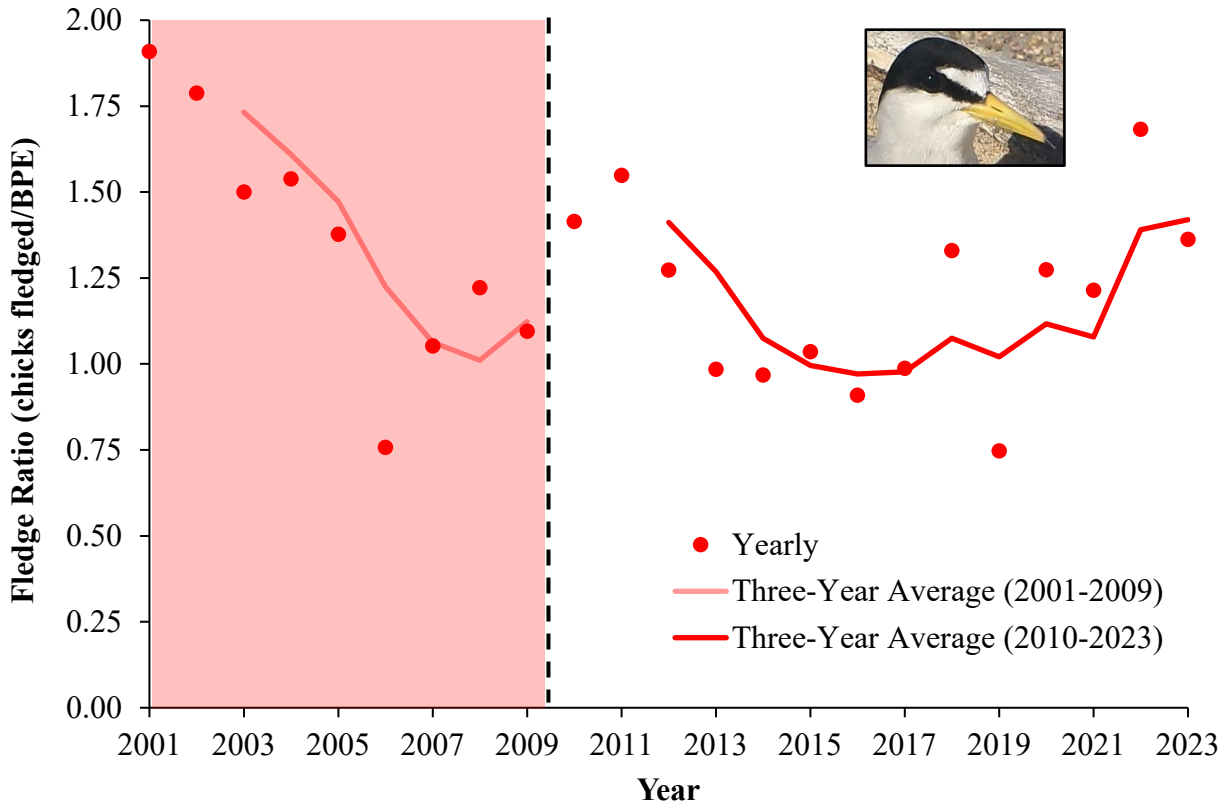 Fledge Ratio (chicks fledged/BPE)
2.00
1.75
1.50
1.25
1.00
0.75
0.50
0.25
0.00
Yearly
Three-Year Average (2001-2009)
Three-Year Average (2010-2023)
2001 2003 2005 2007 2009 2011 2013 2015 2017 2019 2021 2023
Year